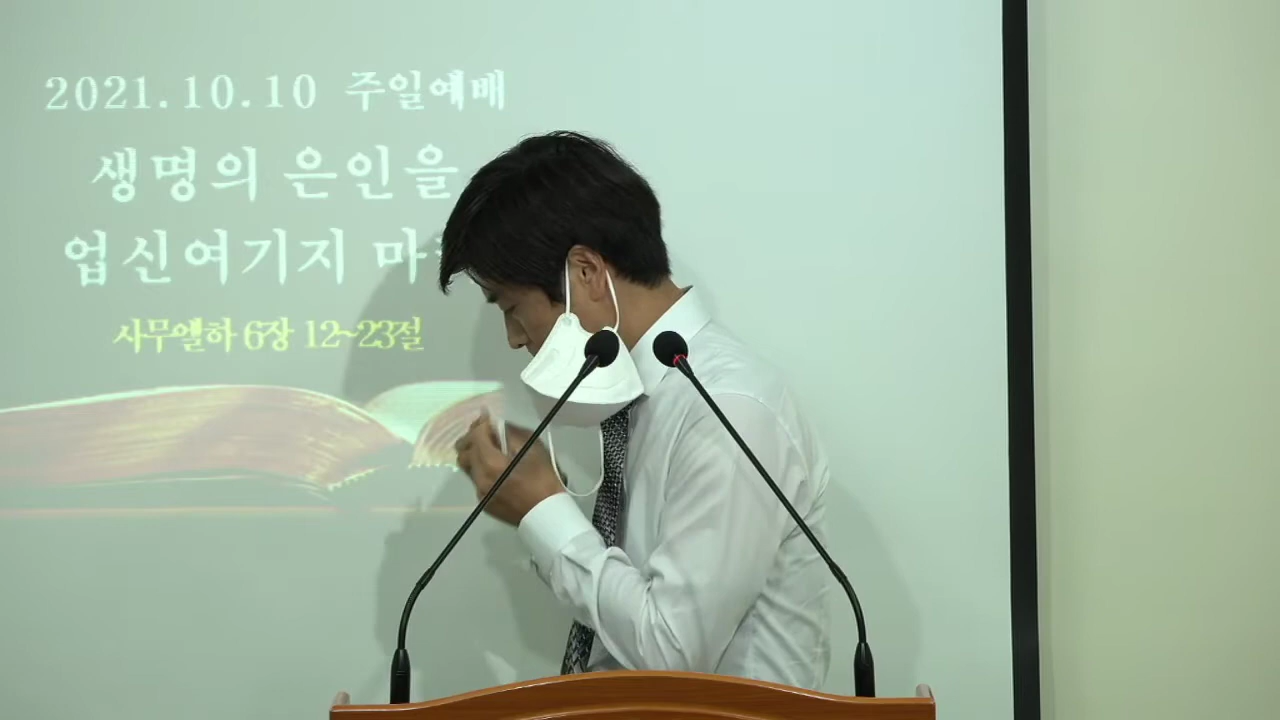 2021.10.10 주일예배
생명의 은인을
업신여기지
사무엘하 6장 12~23절